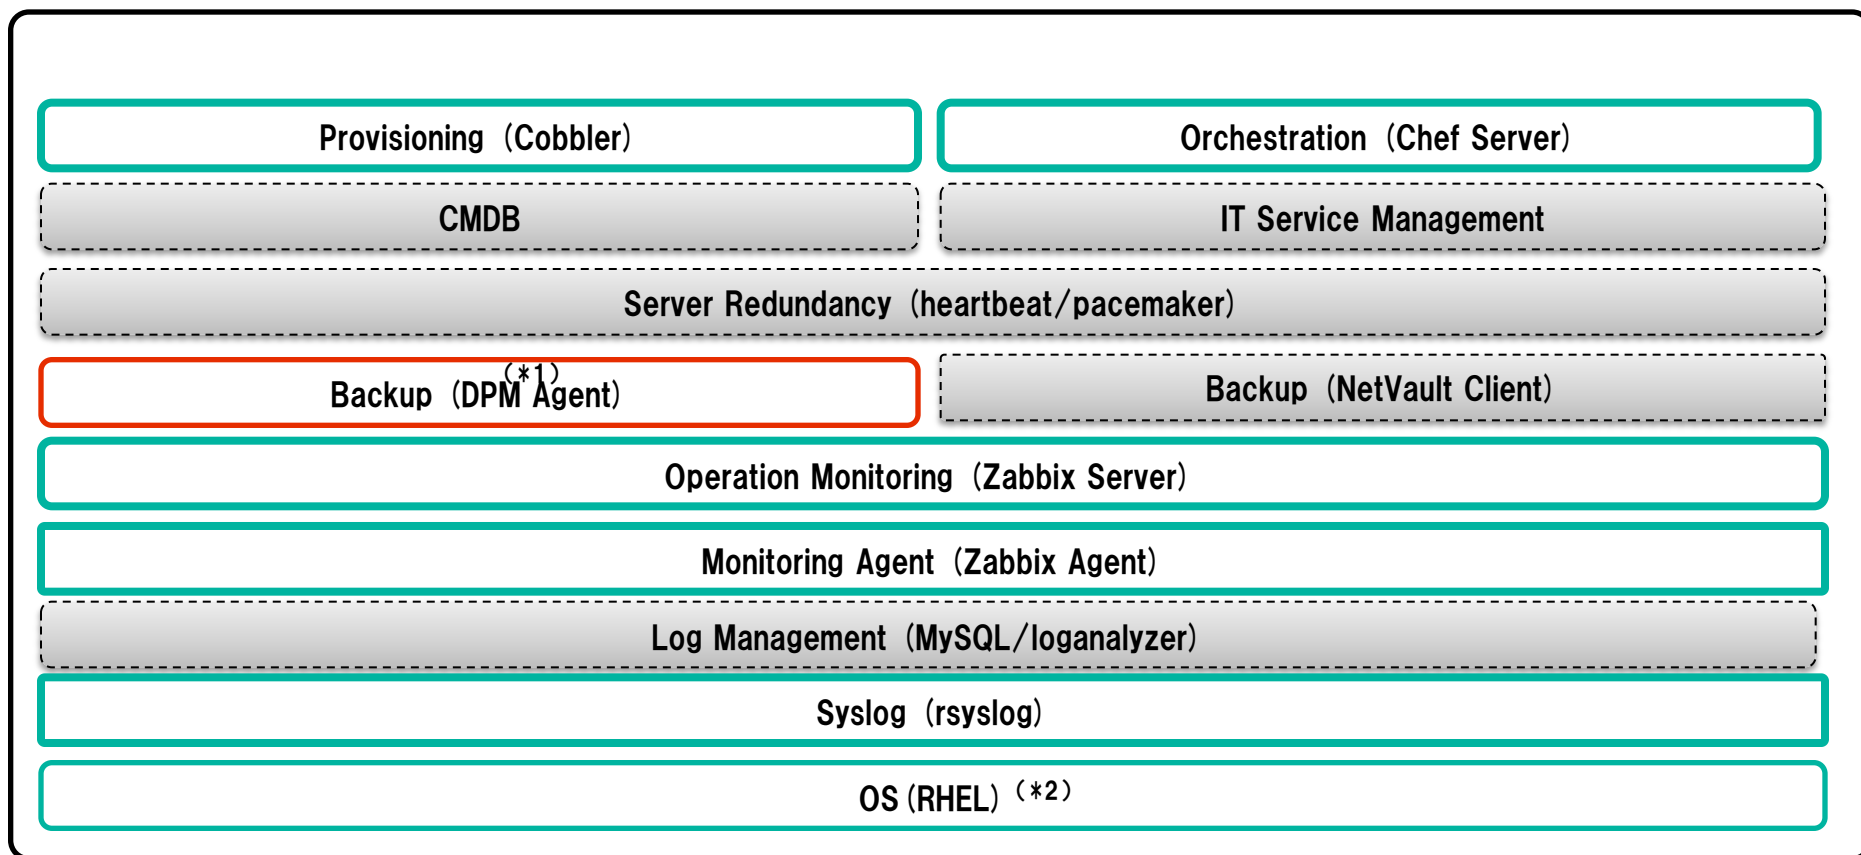 Provisioning (Cobbler)
Orchestration (Chef Server)
CMDB
IT Service Management
Server Redundancy (heartbeat/pacemaker)
(*1)
Backup (DPM Agent)
Backup (NetVault Client)
Operation Monitoring (Zabbix Server)
Monitoring Agent (Zabbix Agent)
Log Management (MySQL/loganalyzer)
Syslog (rsyslog)
OS (RHEL) (*2)